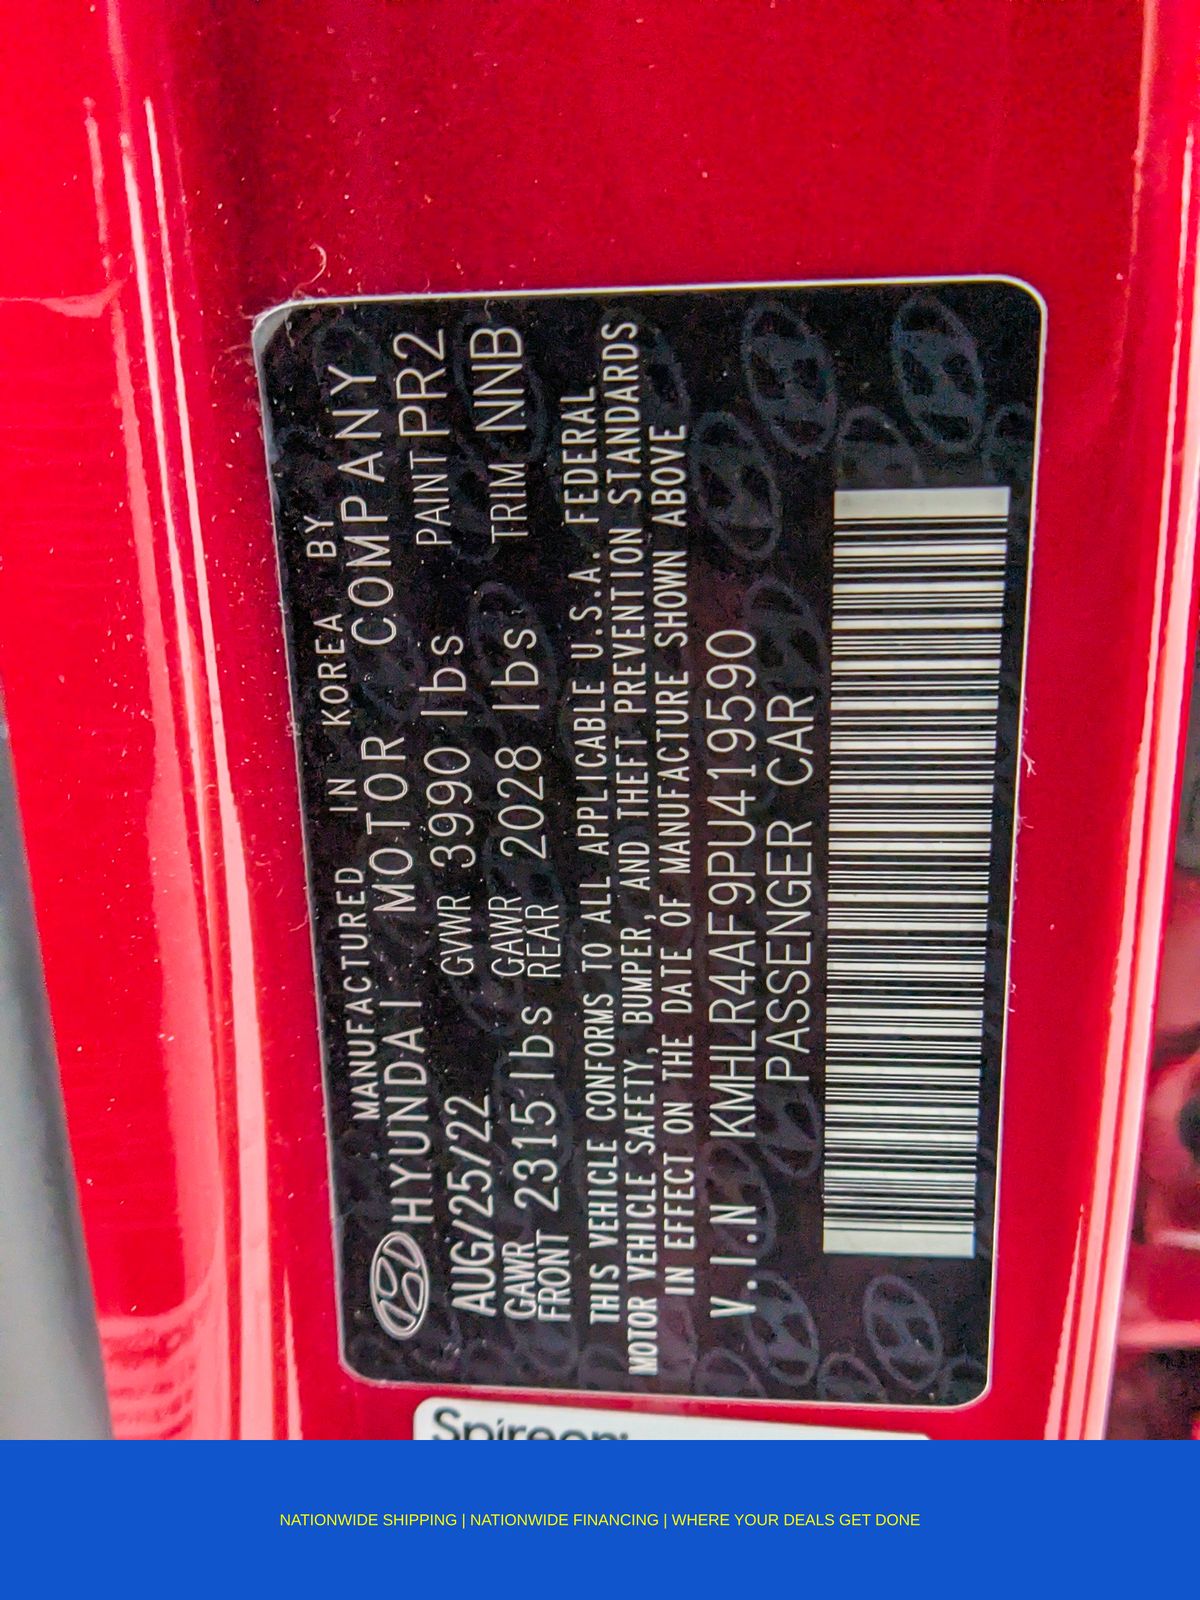 MANUFACTURED IN KOREA BY
HYUNDAI MOTOR COMPANY
AUG/25/22 GVWR 3990 lbs PAINT PR2
GAWR FRONT 2315 lbs GAWR REAR 2028 lbs TRIM NNB
THIS VEHICLE CONFORMS TO ALL APPLICABLE U.S.A. FEDERAL
MOTOR VEHICLE SAFETY, BUMPER, AND THEFT PREVENTION STANDARDS
IN EFFECT ON THE DATE OF MANUFACTURE SHOWN ABOVE
V.I.N KMHLR4AF9PU419590
PASSENGER CAR
Spireon
NATIONWIDE SHIPPING | NATIONWIDE FINANCING | WHERE YOUR DEALS GET DONE